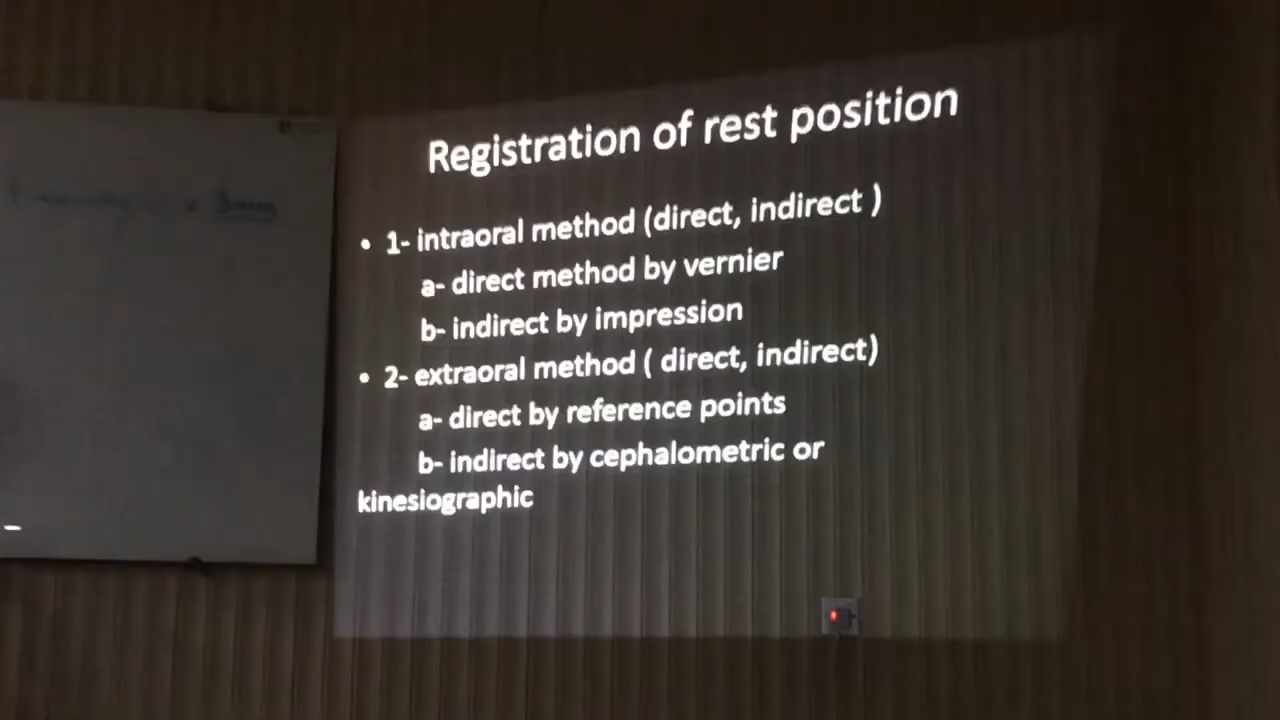 Registration of rest position
• 1- intraoral method (direct, indirect )
a- direct method by vernier
b- indirect by impression
• 2- extraoral method ( direct, indirect)
a- direct by reference points
b- indirect by cephalometric or
kinesiographic